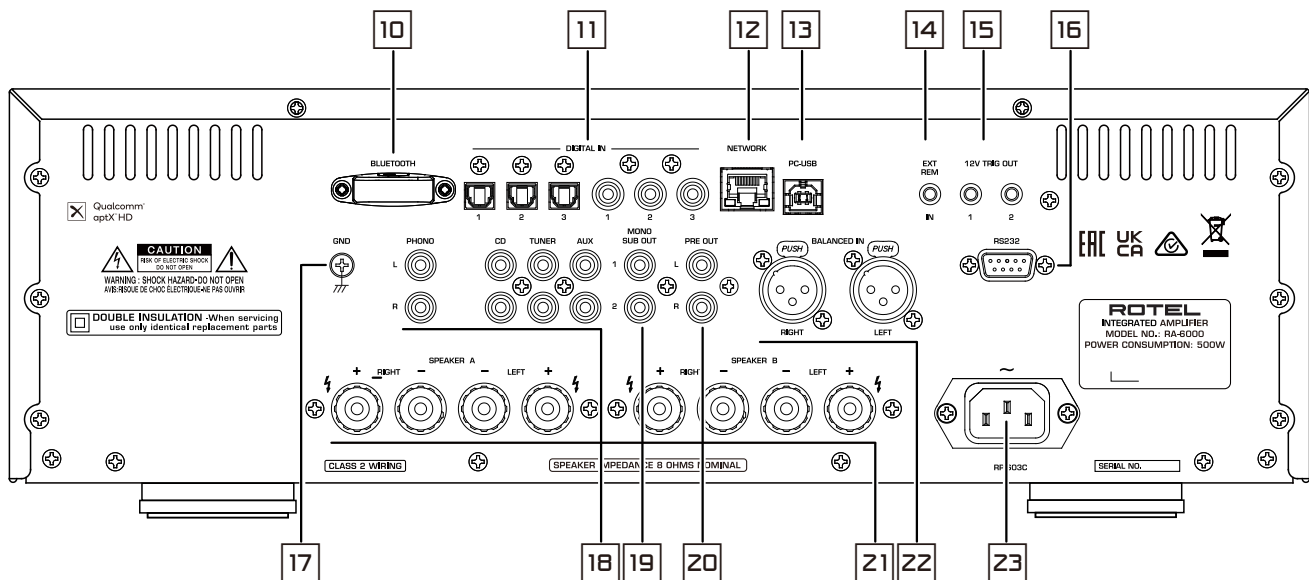 10 11 12 13 14 15 16
BLUETOOTH
DIGITAL IN
NETWORK
PC-USB
EXT
REM
12V TRIG OUT
1 2 3 1 2 3
IN 1 2
Qualcomm
aptX HD
RS232
GND
PHONO
CD TUNER AUX
MONO
SUB OUT
PRE OUT
BALANCED IN
PUSH PUSH
L 1 L
R 2 R
RIGHT LEFT
CAUTION
RISK OF ELECTRIC SHOCK
DO NOT OPEN
WARNING : SHOCK HAZARD•DO NOT OPEN
AVIS:RISQUE DE CHOC ÉLECTRIQUE•NE PAS OUVRIR
DOUBLE INSULATION -When servicing
use only identical replacement parts
EAC UK
CA
ROTEL
INTEGRATED AMPLIFIER
MODEL NO.: RA-6000
POWER CONSUMPTION: 500W
SPEAKER A
+ RIGHT − − LEFT +
SPEAKER B
+ RIGHT − − LEFT +
~
CLASS 2 WIRING
SPEAKER IMPEDANCE 8 OHMS NOMINAL
SERIAL NO.
17 18 19 20 21 22 23